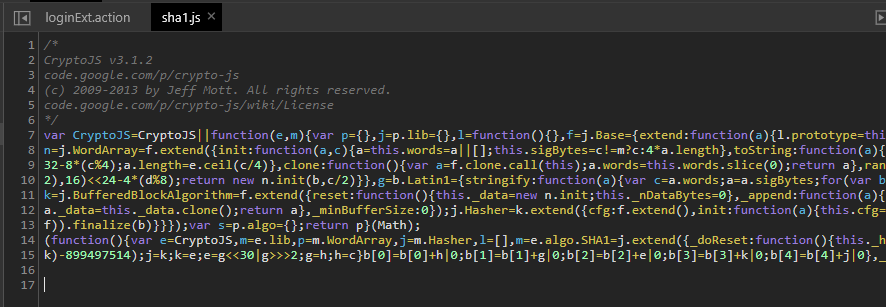 loginExt.action
sha1.js ×
1 /*
2 CryptoJS v3.1.2
3 code.google.com/p/crypto-js
4 (c) 2009-2013 by Jeff Mott. All rights reserved.
5 code.google.com/p/crypto-js/wiki/License
6 */
7 var CryptoJS=CryptoJS||function(e,m){var p={},j=p.lib={},l=function(){},f=j.Base={extend:function(a){l.prototype=this
8 n=j.WordArray=f.extend({init:function(a,c){a=this.words=a||[];this.sigBytes=c!=m?c:4*a.length},toString:function(a){
9 32-8*(c%4);a.length=e.ceil(c/4)},clone:function(){var a=f.clone.call(this);a.words=this.words.slice(0);return a},ran
10 2),16)<<24-4*(d%8);return new n.init(b,c/2)}},g=b.Latin1={stringify:function(a){var c=a.words;a=a.sigBytes;for(var b
11 k=j.BufferedBlockAlgorithm=f.extend({reset:function(){this._data=new n.init;this._nDataBytes=0},_append:function(a){
12 a._data=this._data.clone();return a},_minBufferSize:0});j.Hasher=k.extend({cfg:f.extend(),init:function(a){this.cfg=
13 f)).finalize(b)}}});var s=p.algo={};return p}(Math);
14 (function(){var e=CryptoJS,m=e.lib,p=m.WordArray,j=m.Hasher,l=[],m=e.algo.SHA1=j.extend({_doReset:function(){this._h
15 k)-899497514);j=k;k=e;e=g<<30|g>>>2;g=h;h=c}b[0]=b[0]+h|0;b[1]=b[1]+g|0;b[2]=b[2]+e|0;b[3]=b[3]+k|0;b[4]=b[4]+j|0},_
16
17